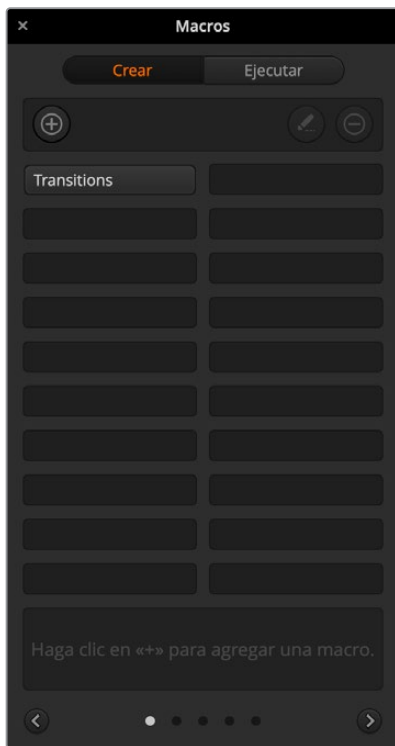 Macros
Crear
Ejecutar
Transitions
Haga clic en «+» para agregar una macro.